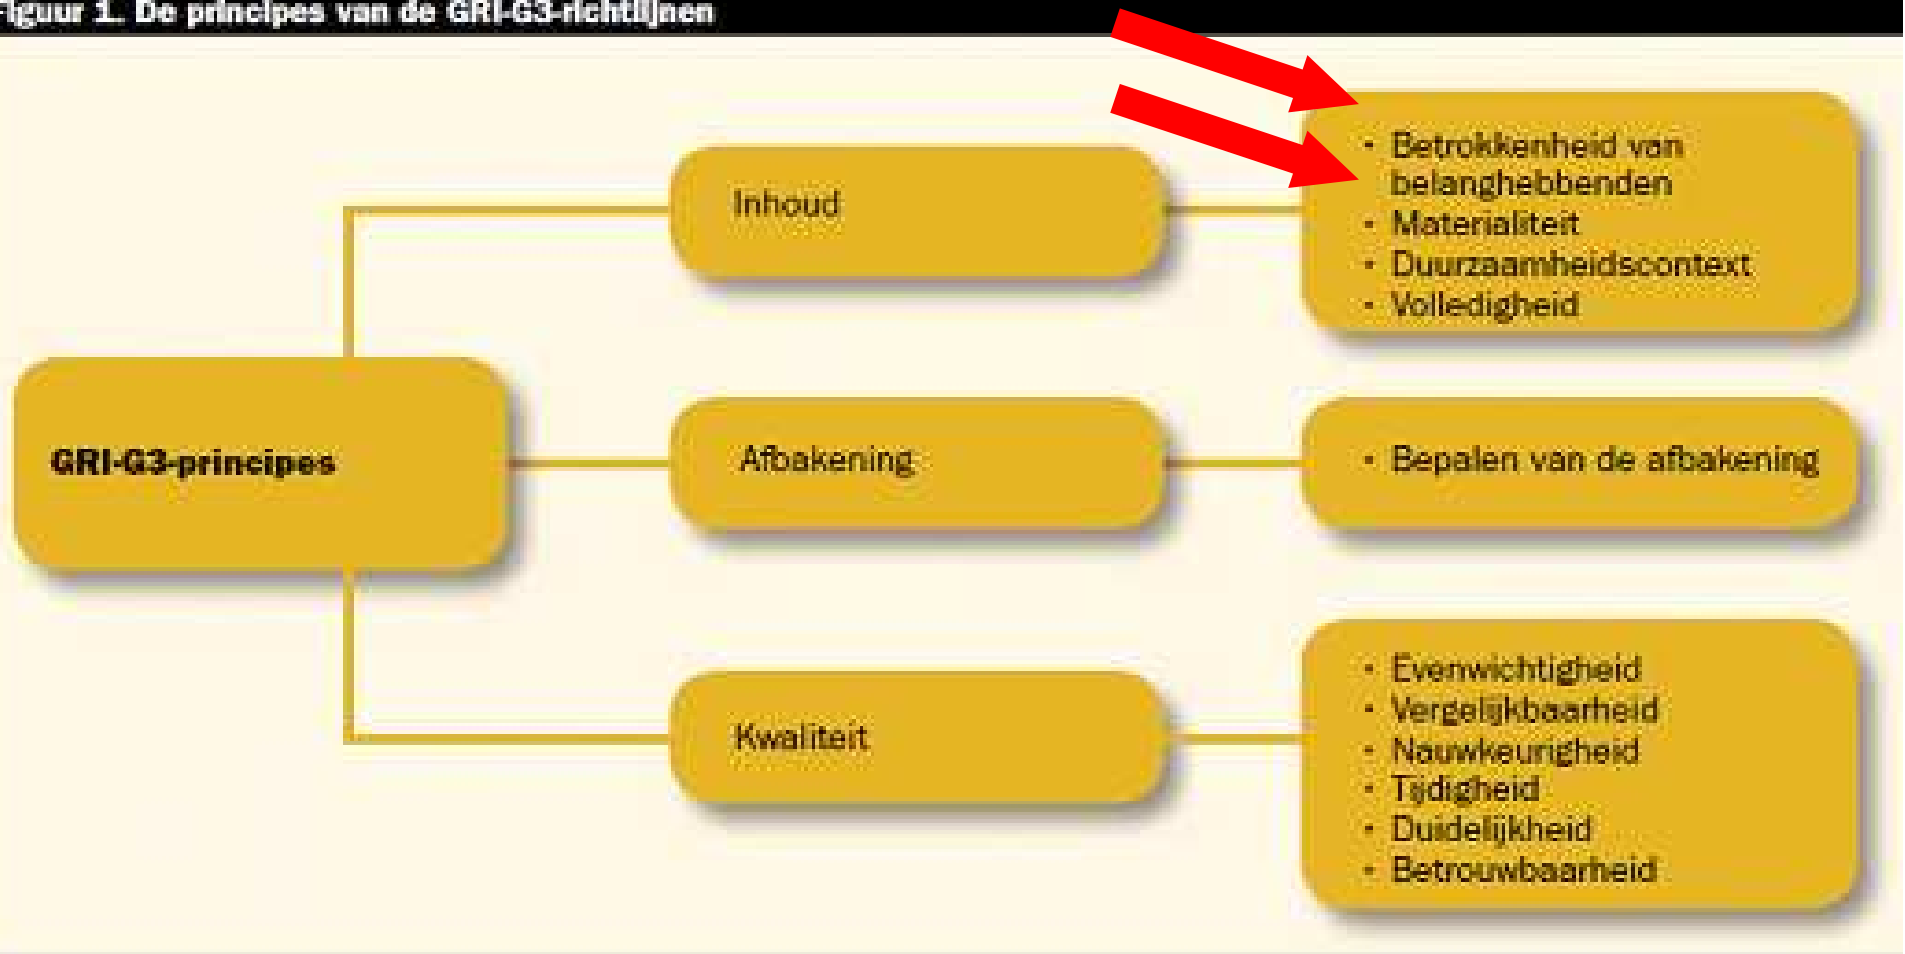 Figuur 1. De principes van de GRI-G3-richtlijnen
GRI-G3-principes
Inhoud
• Betrokkenheid van
belanghebbenden
• Materialiteit
• Duurzaamheidscontext
• Volledigheid
Afbakening
• Bepalen van de afbakening
Kwaliteit
• Evenwichtigheid
• Vergelijkbaarheid
• Nauwkeurigheid
• Tijdigheid
• Duidelijkheid
• Betrouwbaarheid